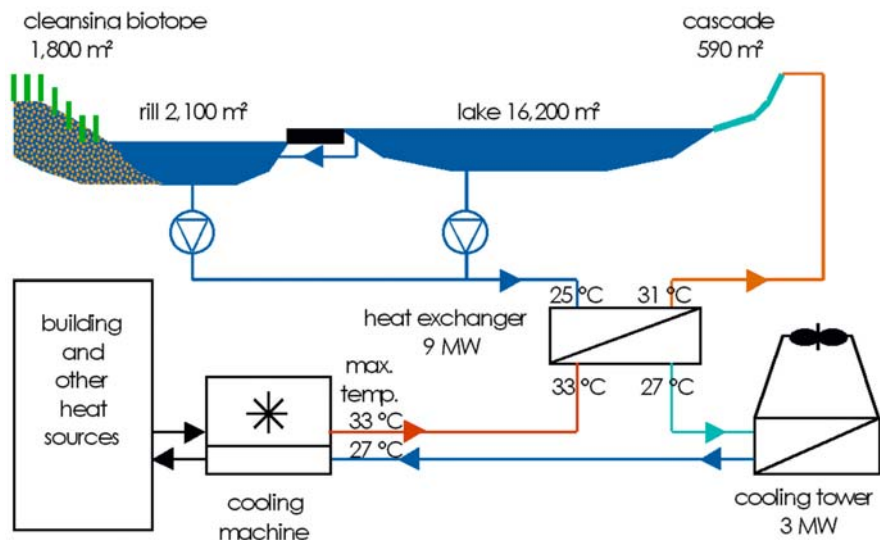 cleansing biotope
1,800 m²
cascade
590 m²
rill 2,100 m²
lake 16,200 m²
25 °C
31 °C
heat exchanger
9 MW
33 °C
27 °C
building
and
other
heat
sources
max.
temp.
33 °C
27 °C
cooling
machine
cooling tower
3 MW